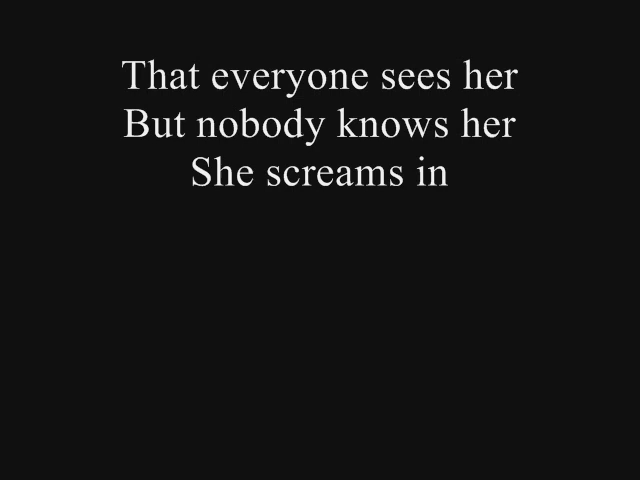 That everyone sees her
But nobody knows her
She screams in